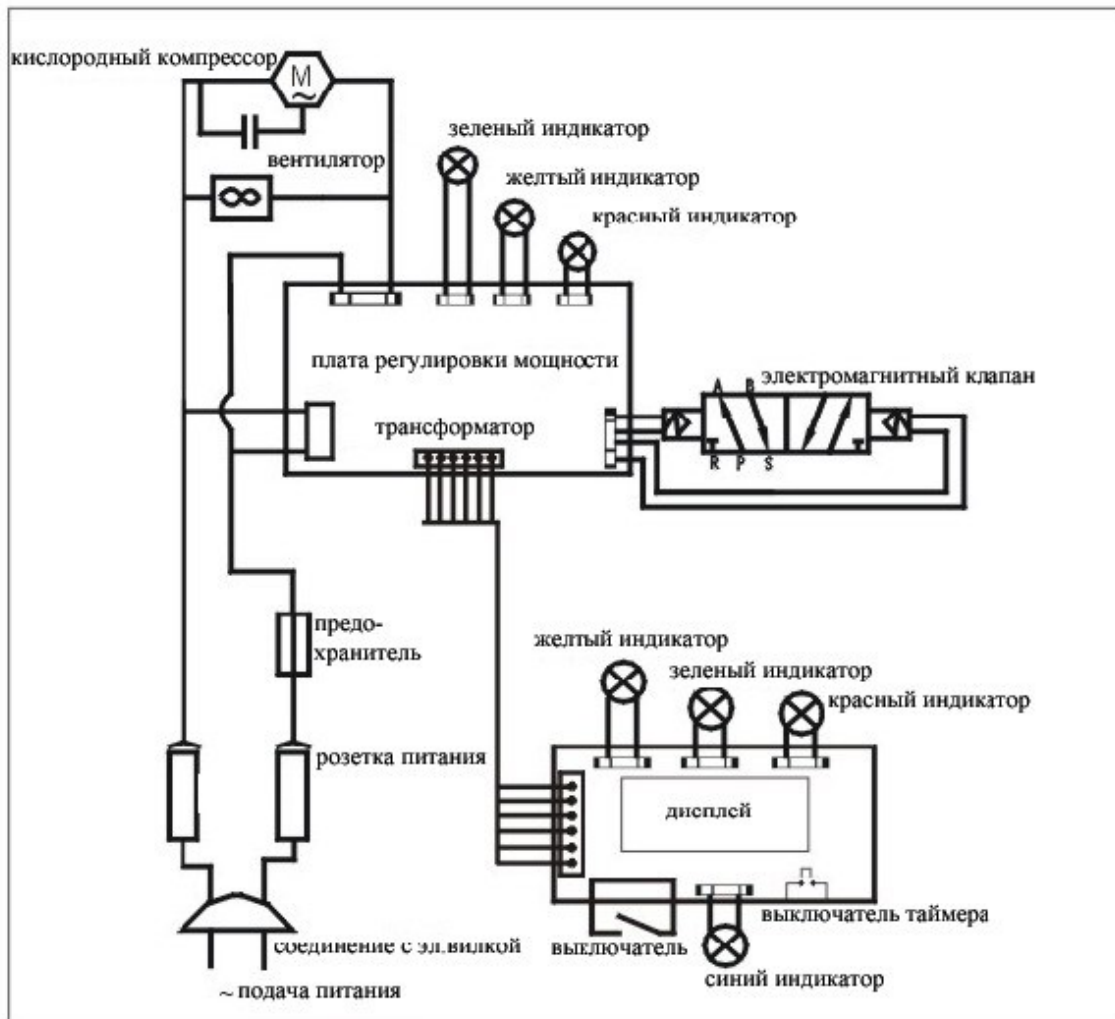 кислородный компрессор
M
~
вентилятор
зеленый индикатор
желтый индикатор
красный индикатор
плата регулировки мощности
трансформатор
электромагнитный клапан
A B
R P S
предо-
хранитель
розетка питания
желтый индикатор
зеленый индикатор
красный индикатор
дисплей
выключатель таймера
выключатель
синий индикатор
соединение с эл.вилкой
~ подача питания